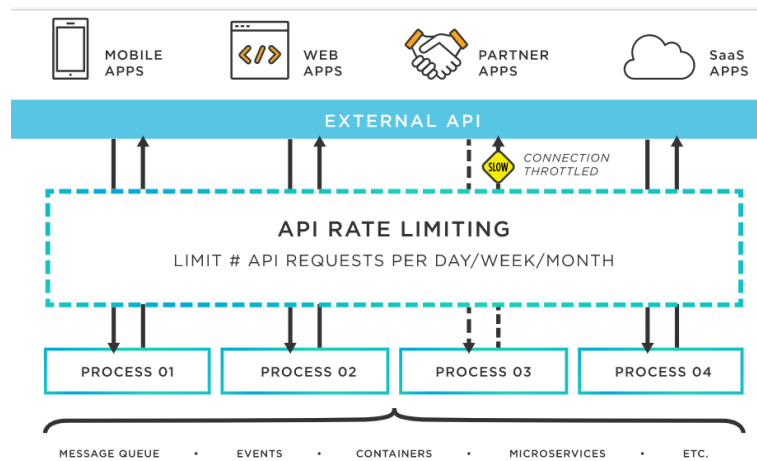 MOBILE
APPS
</>
WEB
APPS
PARTNER
APPS
SaaS
APPS
EXTERNAL API
SLOW
CONNECTION
THROTTLED
API RATE LIMITING
LIMIT # API REQUESTS PER DAY/WEEK/MONTH
PROCESS 01
PROCESS 02
PROCESS 03
PROCESS 04
MESSAGE QUEUE • EVENTS • CONTAINERS • MICROSERVICES • ETC.